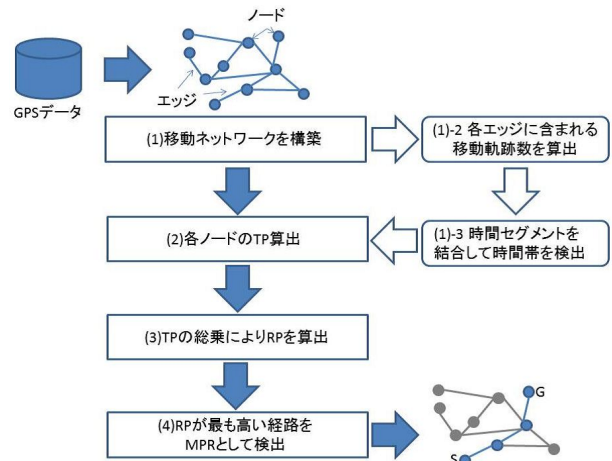 ノード
エッジ
GPSデータ
(1)移動ネットワークを構築
(1)-2 各エッジに含まれる
移動軌跡数を算出
(2)各ノードのTP算出
(1)-3 時間セグメントを
結合して時間帯を検出
(3)TPの総乗によりRPを算出
(4)RPが最も高い経路を
MPRとして検出
G
S